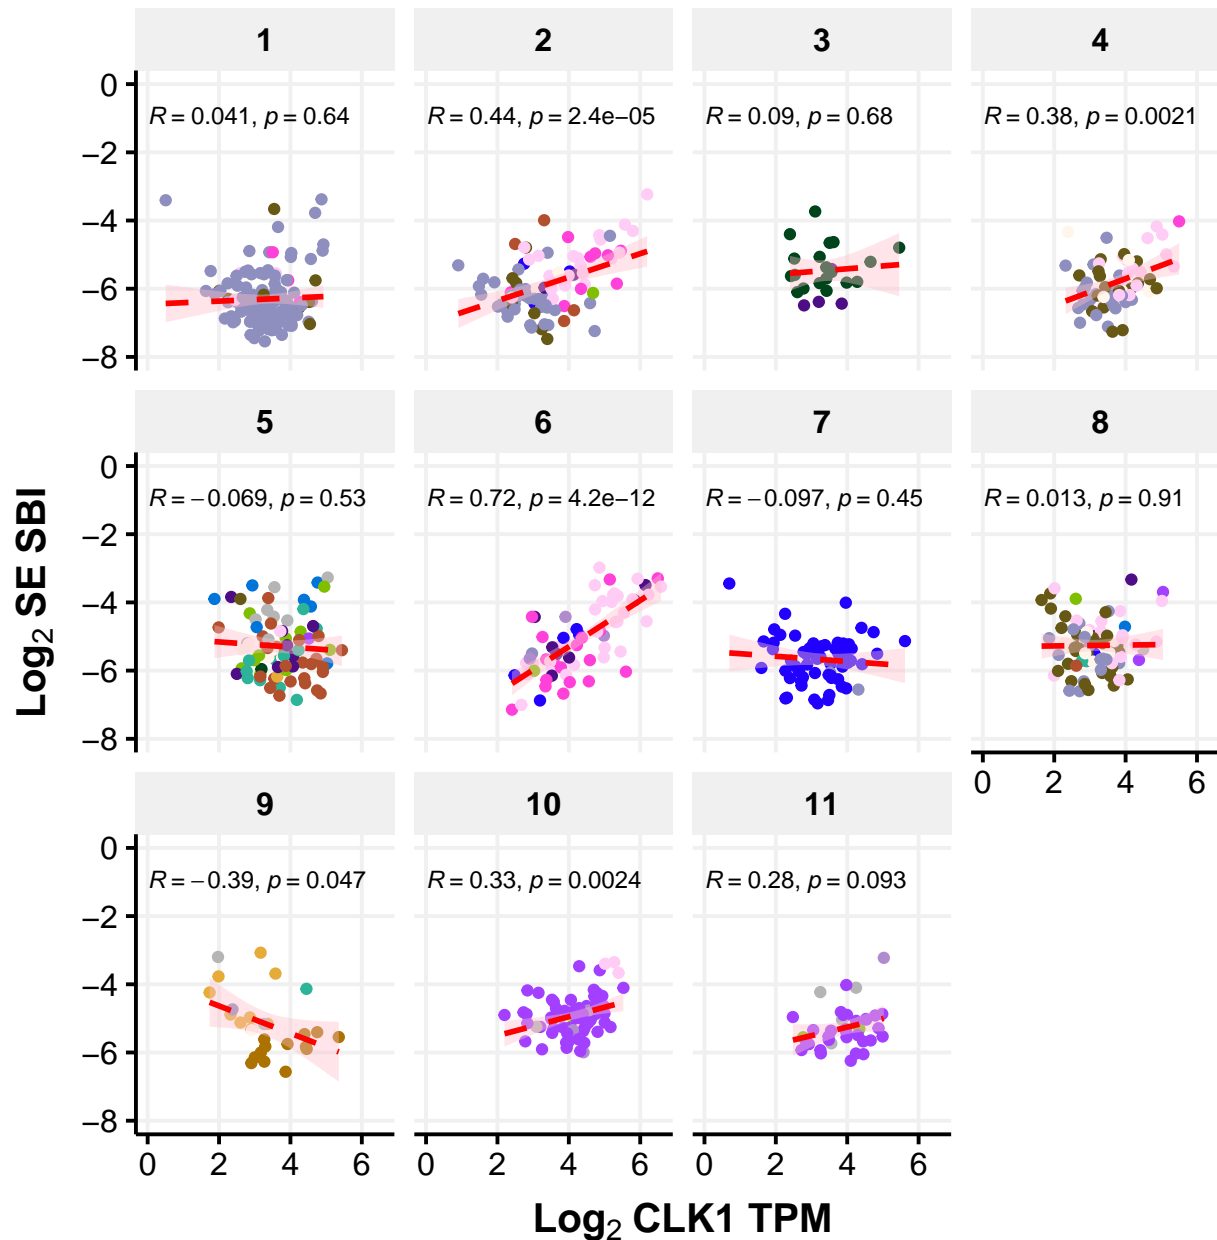 1 2 3 4
0
R = 0.041, p = 0.64 R = 0.44, p = 2.4e−05 R = 0.09, p = 0.68 R = 0.38, p = 0.0021
−2
−4
−6
−8
5 6 7 8
0
R = −0.069, p = 0.53 R = 0.72, p = 4.2e−12 R = −0.097, p = 0.45 R = 0.013, p = 0.91
−2
−4
−6
−8
0 2 4 6
Log₂ SE SBI
9 10 11
0
R = −0.39, p = 0.047 R = 0.33, p = 0.0024 R = 0.28, p = 0.093
−2
−4
−6
−8
0 2 4 6 0 2 4 6 0 2 4 6
Log₂ CLK1 TPM